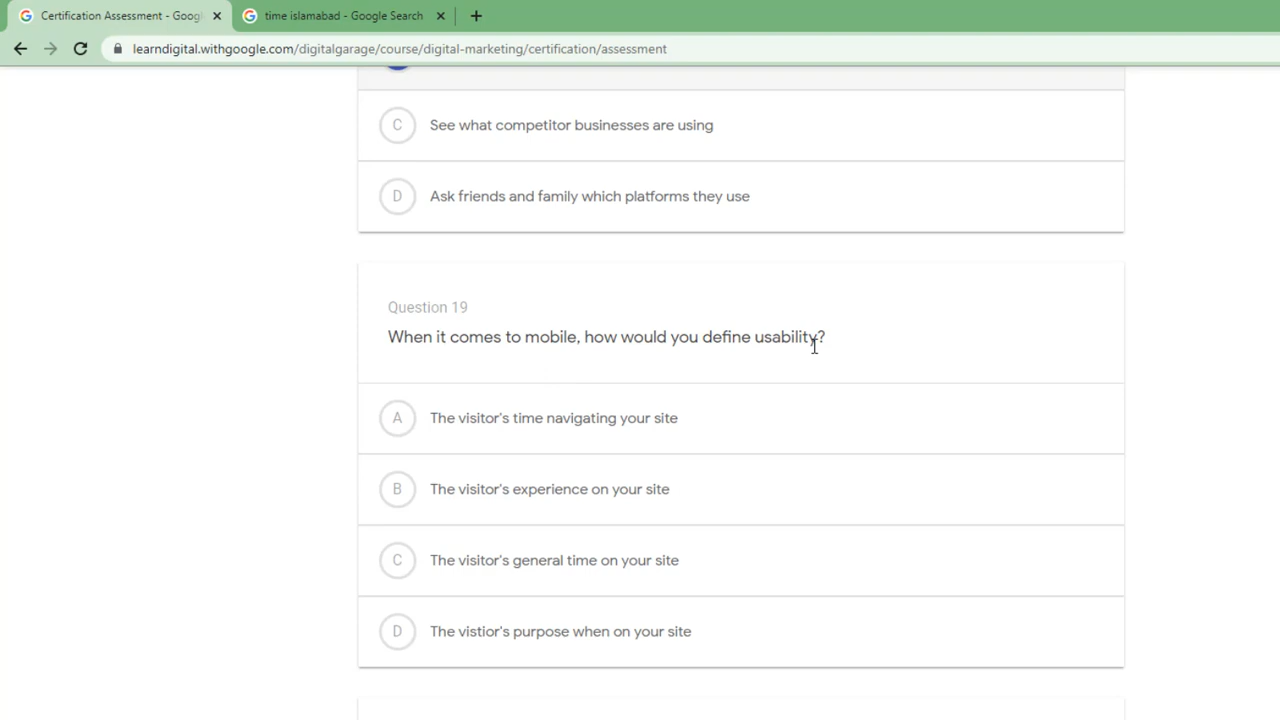 Certification Assessment - Goog
time islamabad - Google Search
learndigital.withgoogle.com/digitalgarage/course/digital-marketing/certification/assessment
C See what competitor businesses are using
D Ask friends and family which platforms they use
Question 19
When it comes to mobile, how would you define usability?
A The visitor's time navigating your site
B The visitor's experience on your site
C The visitor's general time on your site
D The vistior's purpose when on your site